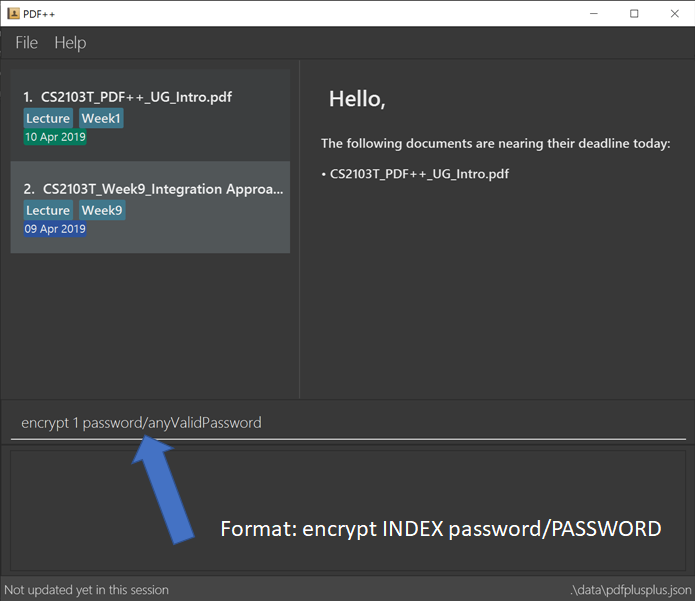 PDF++
File Help
1. CS2103T_PDF++_UG_Intro.pdf
Lecture Week1
10 Apr 2019
2. CS2103T_Week9_Integration Approa...
Lecture Week9
09 Apr 2019
Hello,
The following documents are nearing their deadline today:
• CS2103T_PDF++_UG_Intro.pdf
encrypt 1 password/anyValidPassword
Format: encrypt INDEX password/PASSWORD
Not updated yet in this session
.\data\pdfplusplus.json